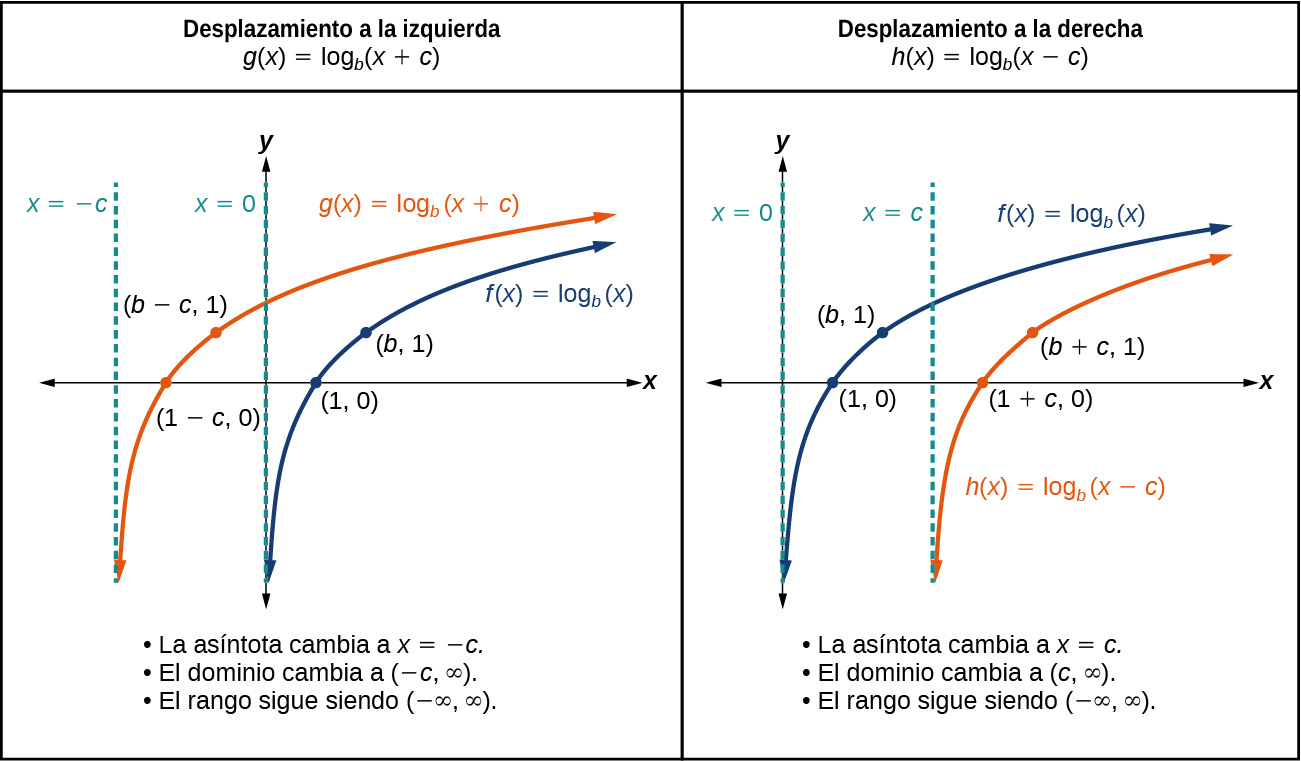 Desplazamiento a la izquierda
g(x) = log_b(x + c)
y
x = −c
x = 0
g(x) = log_b(x + c)
f(x) = log_b(x)
(b − c, 1)
(b, 1)
x
(1 − c, 0)
(1, 0)
• La asíntota cambia a x = −c.
• El dominio cambia a (−c, ∞).
• El rango sigue siendo (−∞, ∞).
Desplazamiento a la derecha
h(x) = log_b(x − c)
y
x = 0
x = c
f(x) = log_b(x)
(b, 1)
(b + c, 1)
x
(1, 0)
(1 + c, 0)
h(x) = log_b(x − c)
• La asíntota cambia a x = c.
• El dominio cambia a (c, ∞).
• El rango sigue siendo (−∞, ∞).